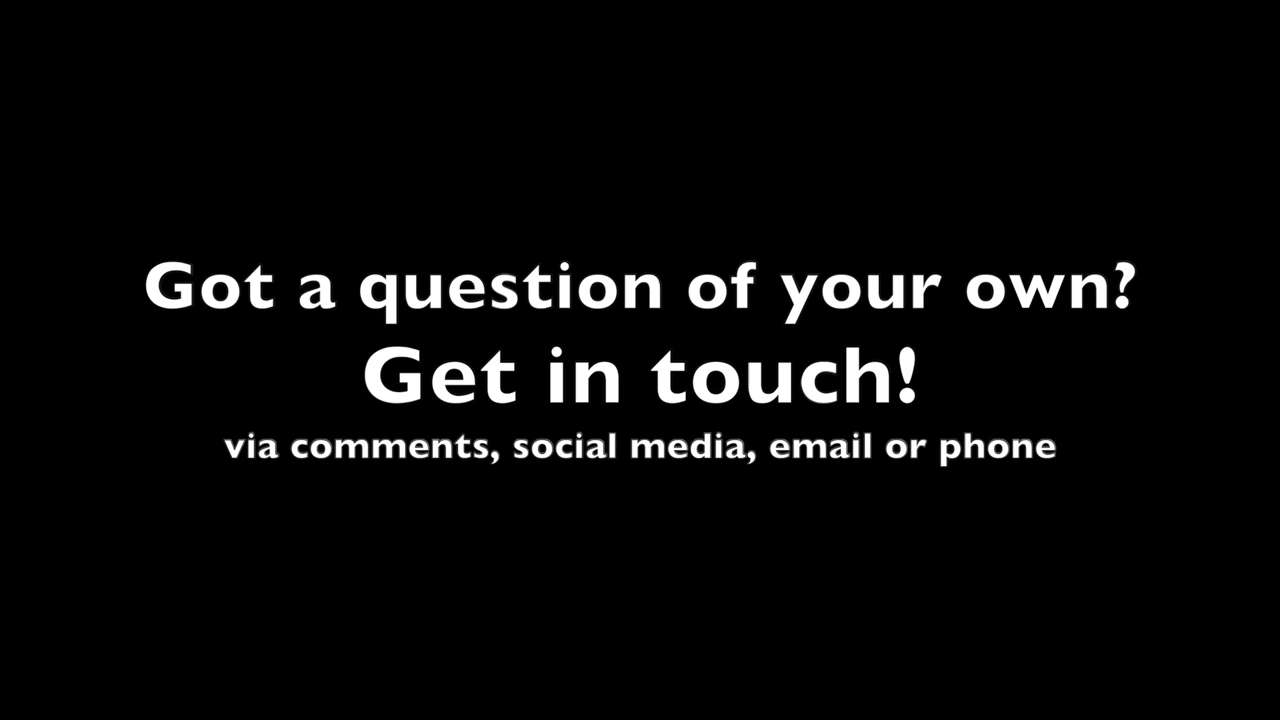 Got a question of your own?
Get in touch!
via comments, social media, email or phone